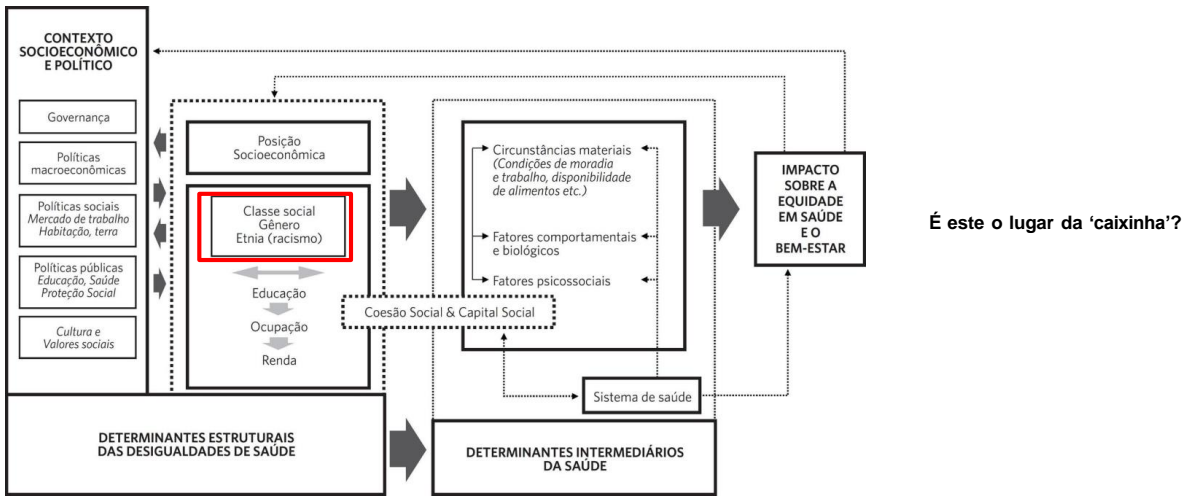 CONTEXTO
SOCIOECONÔMICO
E POLÍTICO
Governança
Políticas
macroeconômicas
Políticas sociais
Mercado de trabalho
Habitação, terra
Políticas públicas
Educação, Saúde
Proteção Social
Cultura e
Valores sociais
Posição
Socioeconômica
Classe social
Gênero
Etnia (racismo)
Educação
Ocupação
Renda
Coesão Social & Capital Social
Circunstâncias materiais
(Condições de moradia
e trabalho, disponibilidade
de alimentos etc.)
Fatores comportamentais
e biológicos
Fatores psicossociais
Sistema de saúde
IMPACTO
SOBRE A
EQUIDADE
EM SAÚDE
E O
BEM-ESTAR
DETERMINANTES ESTRUTURAIS
DAS DESIGUALDADES DE SAÚDE
DETERMINANTES INTERMEDIÁRIOS
DA SAÚDE
É este o lugar da ‘caixinha’?